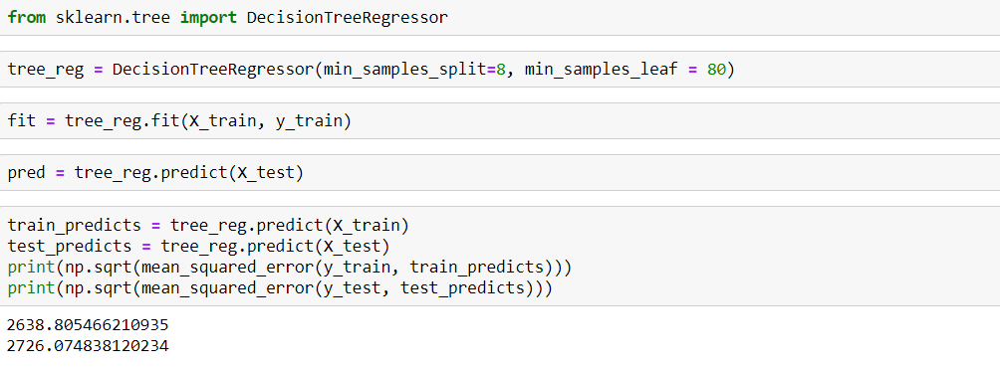 from sklearn.tree import DecisionTreeRegressor
tree_reg = DecisionTreeRegressor(min_samples_split=8, min_samples_leaf = 80)
fit = tree_reg.fit(X_train, y_train)
pred = tree_reg.predict(X_test)
train_predicts = tree_reg.predict(X_train)
test_predicts = tree_reg.predict(X_test)
print(np.sqrt(mean_squared_error(y_train, train_predicts)))
print(np.sqrt(mean_squared_error(y_test, test_predicts)))
2638.805466210935
2726.074838120234